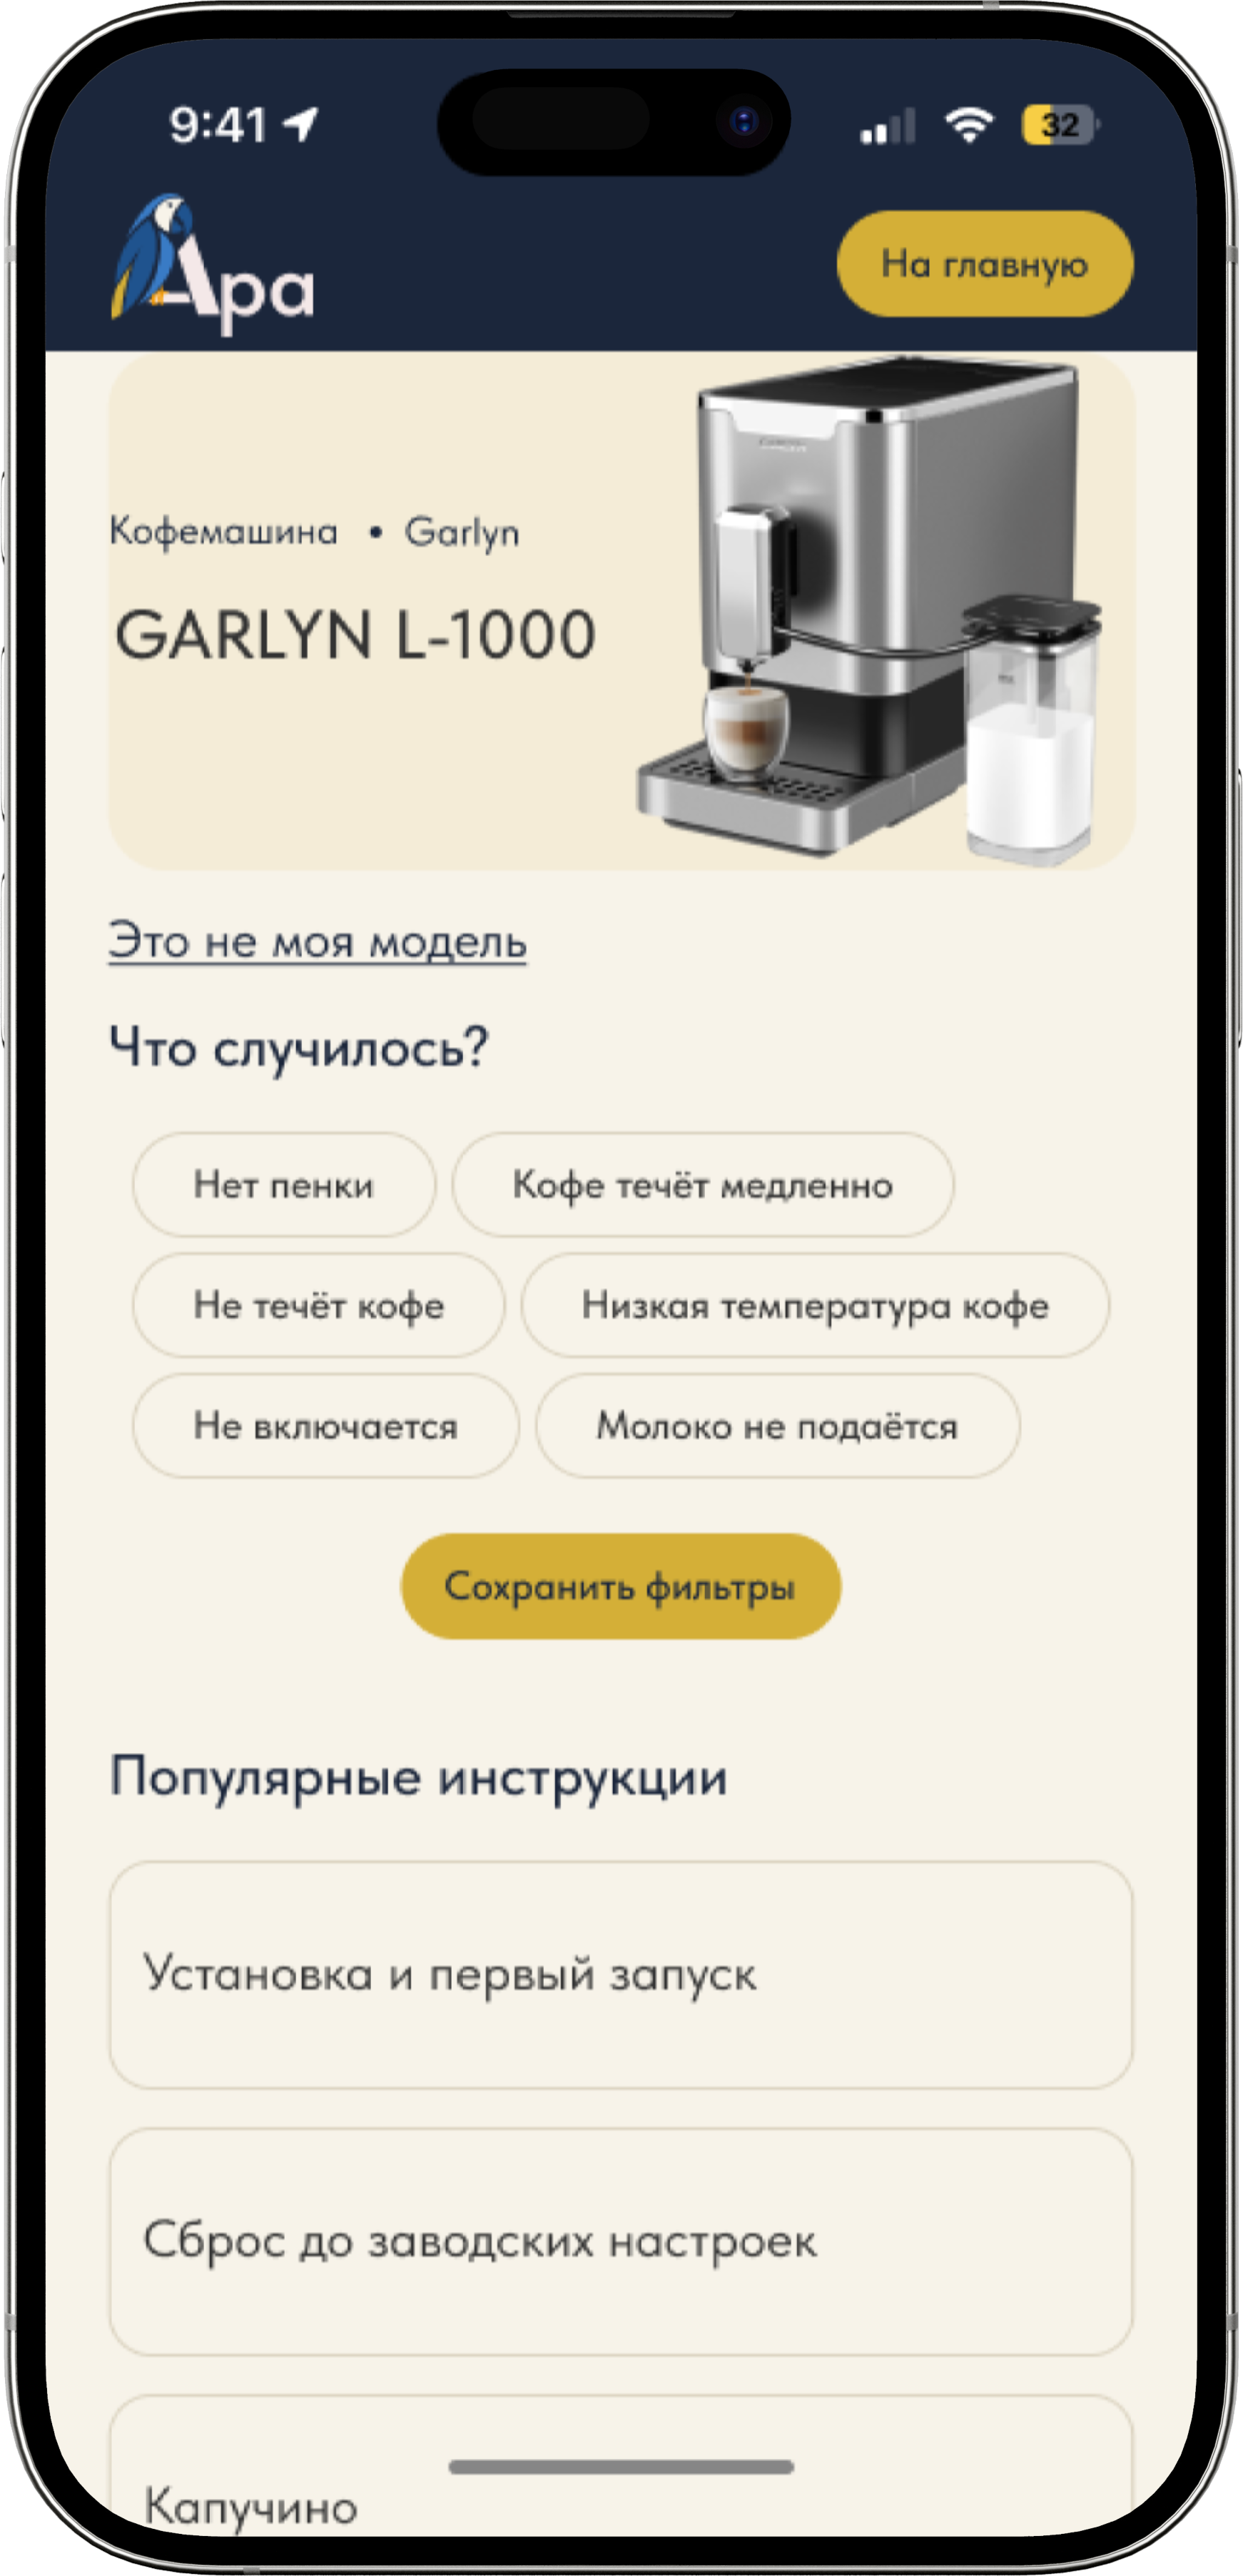 9:41
32
Ара
На главную
Кофемашина • Garlyn
GARLYN L-1000
Это не моя модель
Что случилось?
Нет пенки
Кофе течёт медленно
Не течёт кофе
Низкая температура кофе
Не включается
Молоко не подаётся
Сохранить фильтры
Популярные инструкции
Установка и первый запуск
Сброс до заводских настроек
Капучино